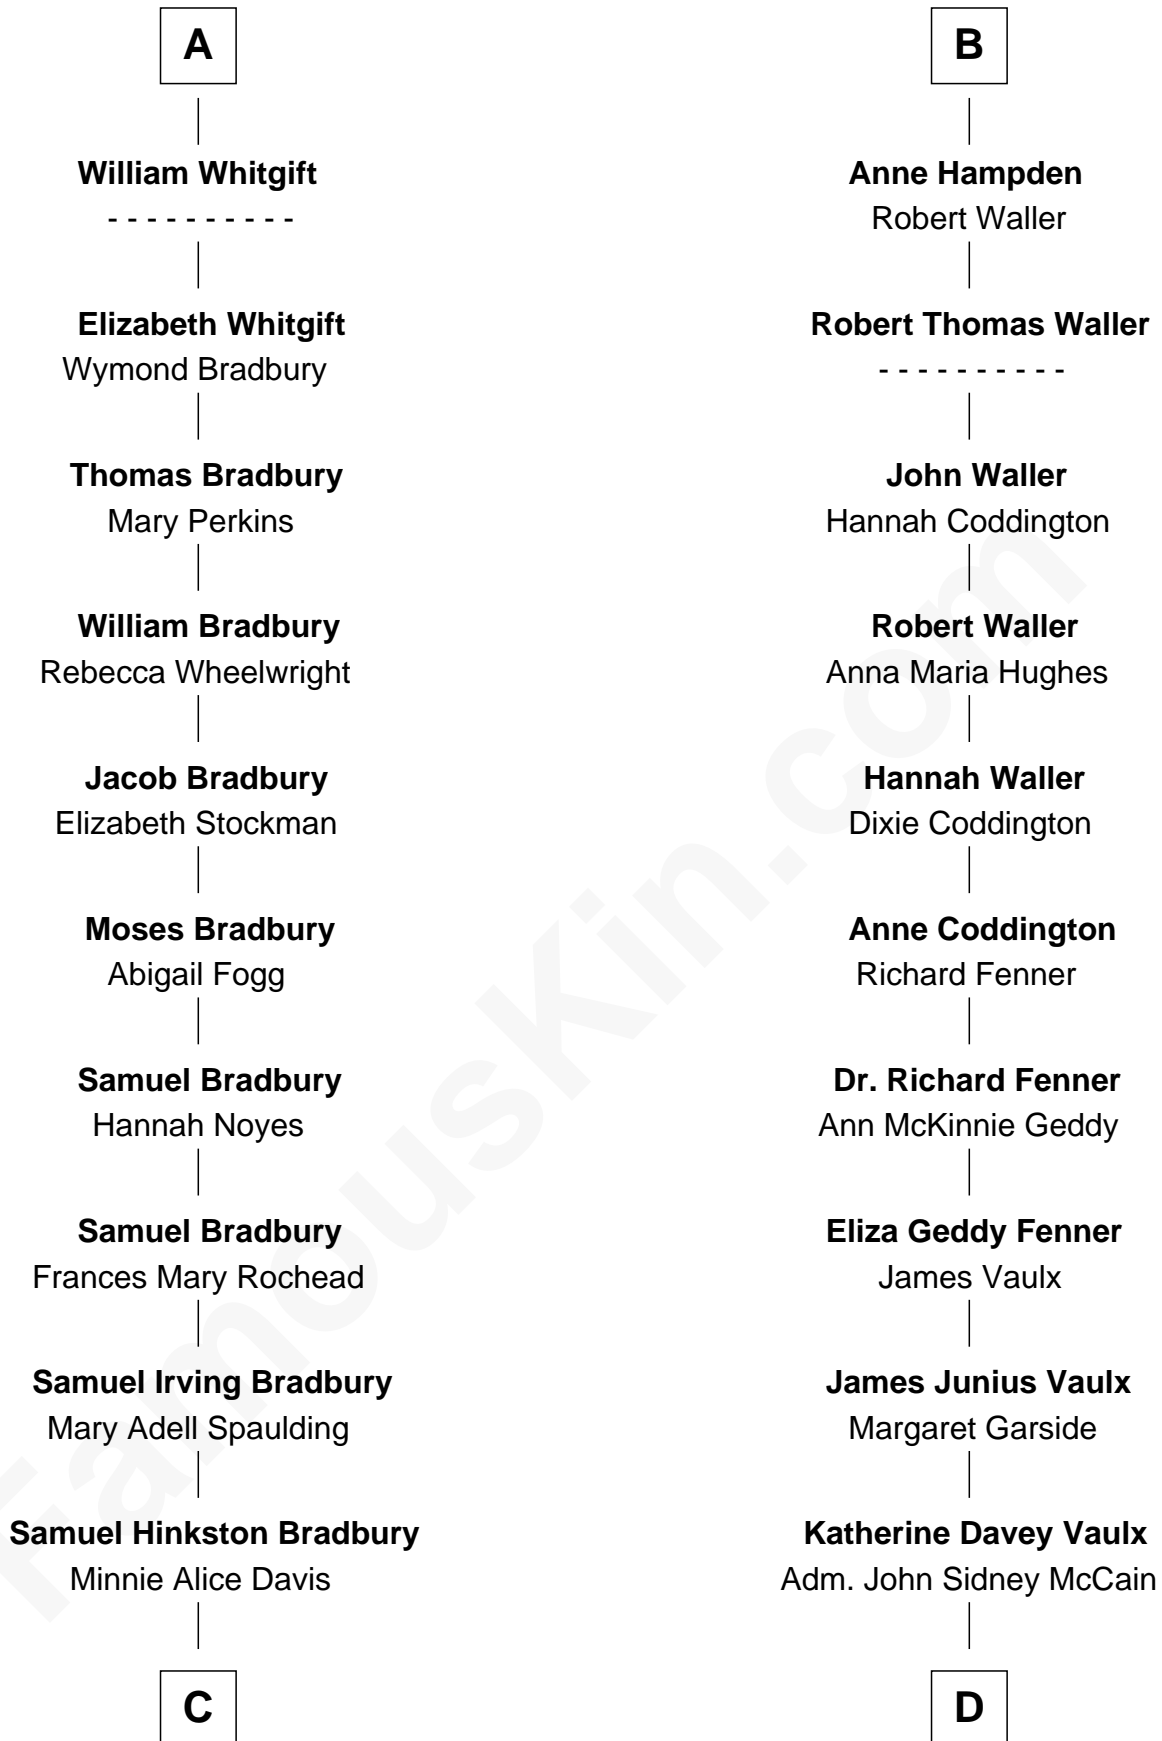 A
William Whitgift
- - - - - - - - - -
Elizabeth Whitgift
Wymond Bradbury
Thomas Bradbury
Mary Perkins
William Bradbury
Rebecca Wheelwright
Jacob Bradbury
Elizabeth Stockman
Moses Bradbury
Abigail Fogg
Samuel Bradbury
Hannah Noyes
Samuel Bradbury
Frances Mary Rochead
Samuel Irving Bradbury
Mary Adell Spaulding
Samuel Hinkston Bradbury
Minnie Alice Davis
C
B
Anne Hampden
Robert Waller
Robert Thomas Waller
- - - - - - - - - -
John Waller
Hannah Coddington
Robert Waller
Anna Maria Hughes
Hannah Waller
Dixie Coddington
Anne Coddington
Richard Fenner
Dr. Richard Fenner
Ann McKinnie Geddy
Eliza Geddy Fenner
James Vaulx
James Junius Vaulx
Margaret Garside
Katherine Davey Vaulx
Adm. John Sidney McCain
D
FamousKin.com